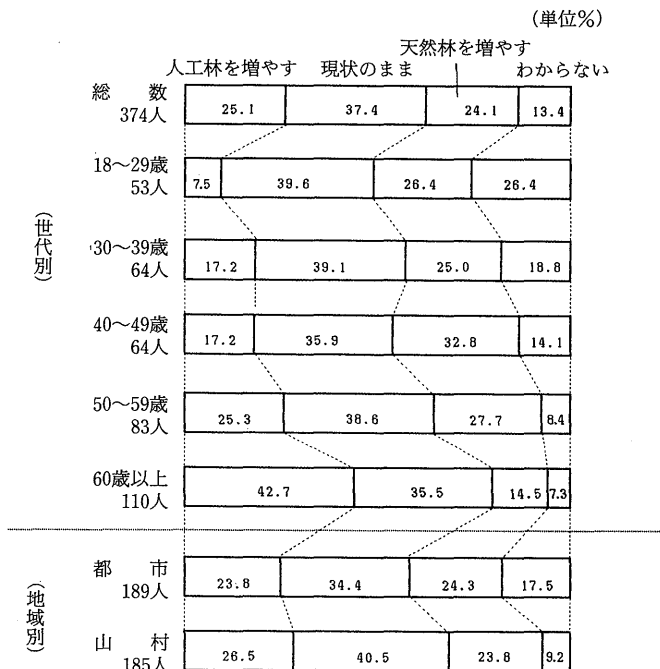 (単位%)
天然林を増やす
人工林を増やす 現状のまま わからない
総数
374人
25.1 37.4 24.1 13.4
18〜29歳
53人
7.5 39.6 26.4 26.4
(世代別)
30〜39歳
64人
17.2 39.1 25.0 18.8
40〜49歳
64人
17.2 35.9 32.8 14.1
50〜59歳
83人
25.3 38.6 27.7 8.4
60歳以上
110人
42.7 35.5 14.5 7.3
(地域別)
都市
189人
23.8 34.4 24.3 17.5
山村
185人
26.5 40.5 23.8 9.2